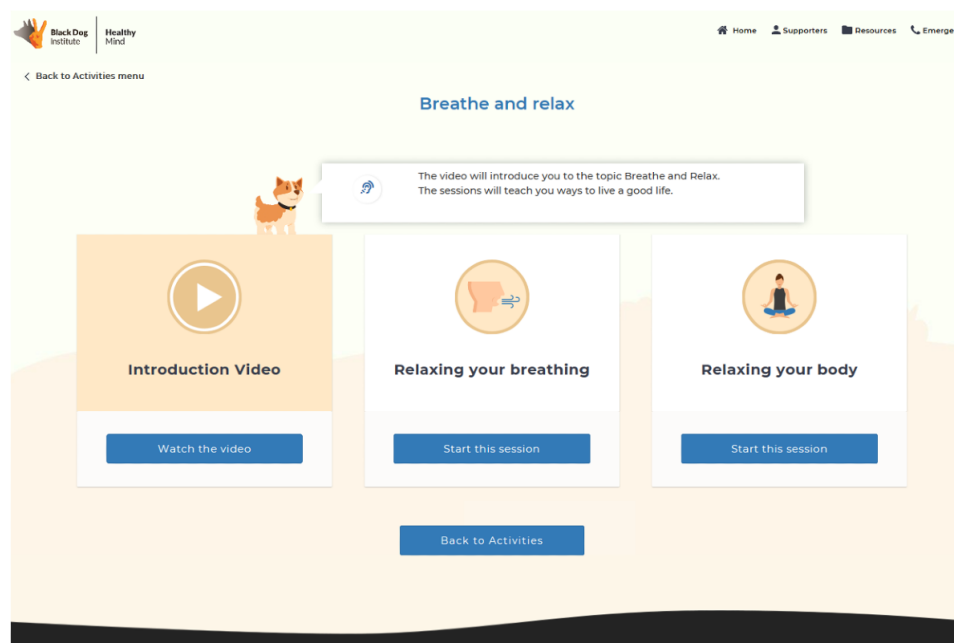 Black Dog
Institute
Healthy
Mind
Home
Supporters
Resources
Emerge
Back to Activities menu
Breathe and relax
The video will introduce you to the topic Breathe and Relax.
The sessions will teach you ways to live a good life.
Introduction Video
Relaxing your breathing
Relaxing your body
Watch the video
Start this session
Start this session
Back to Activities